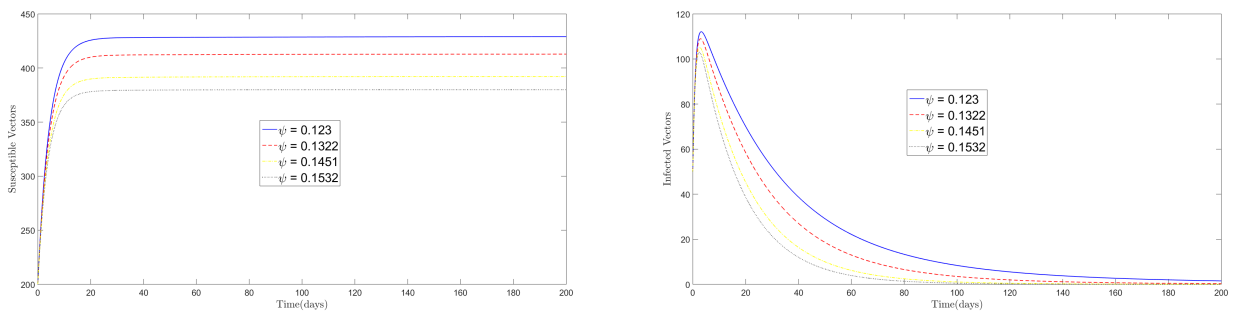 450
400
350
300
250
200
Susceptible Vectors
ψ = 0.123
ψ = 0.1322
ψ = 0.1451
ψ = 0.1532
0 20 40 60 80 100 120 140 160 180 200
Time(days)
120
100
80
60
40
20
0
Infected Vectors
ψ = 0.123
ψ = 0.1322
ψ = 0.1451
ψ = 0.1532
0 20 40 60 80 100 120 140 160 180 200
Time(days)